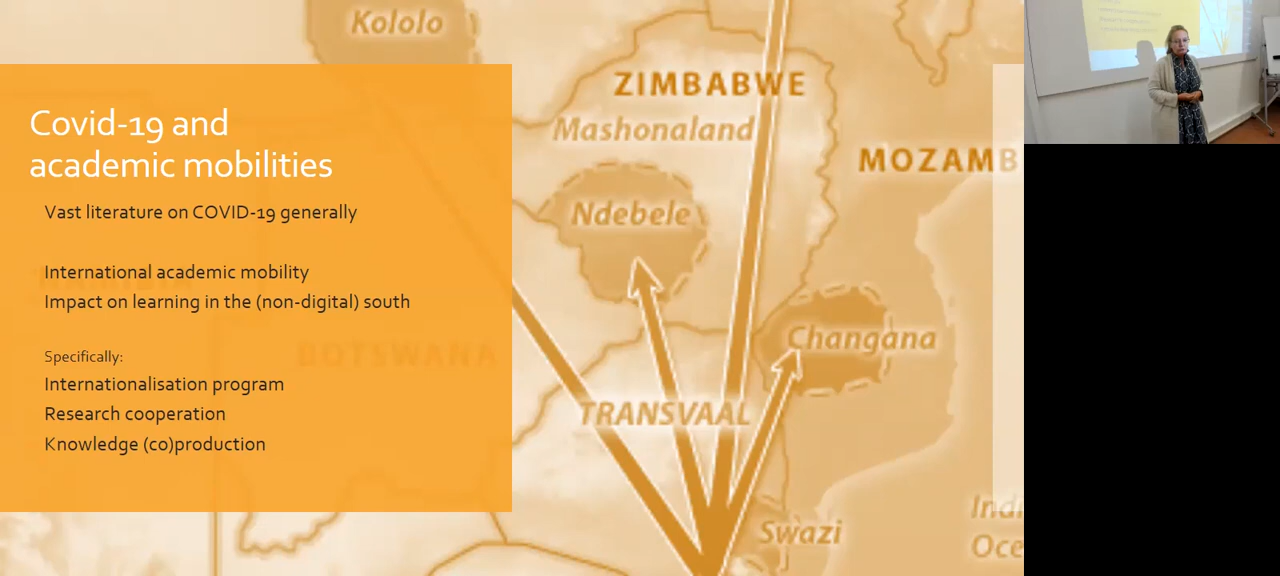 Covid-19 and
academic mobilities
Vast literature on COVID-19 generally
International academic mobility
Impact on learning in the (non-digital) south
Specifically:
Internationalisation program
Research cooperation
Knowledge (co)production
Kololo
ZIMBABWE
Mashonaland
MOZAMB
Ndebele
Changana
BOTSWANA
TRANSVAAL
Swazi
Oce